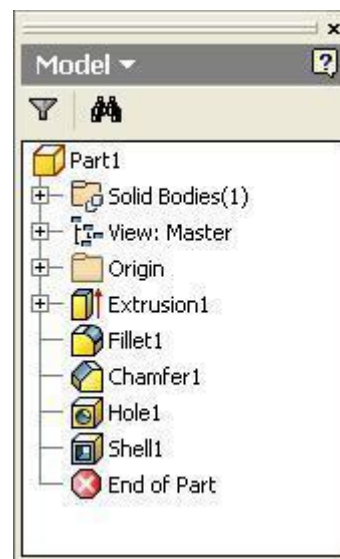 Model
Part1
Solid Bodies(1)
View: Master
Origin
Extrusion1
Fillet1
Chamfer1
Hole1
Shell1
End of Part